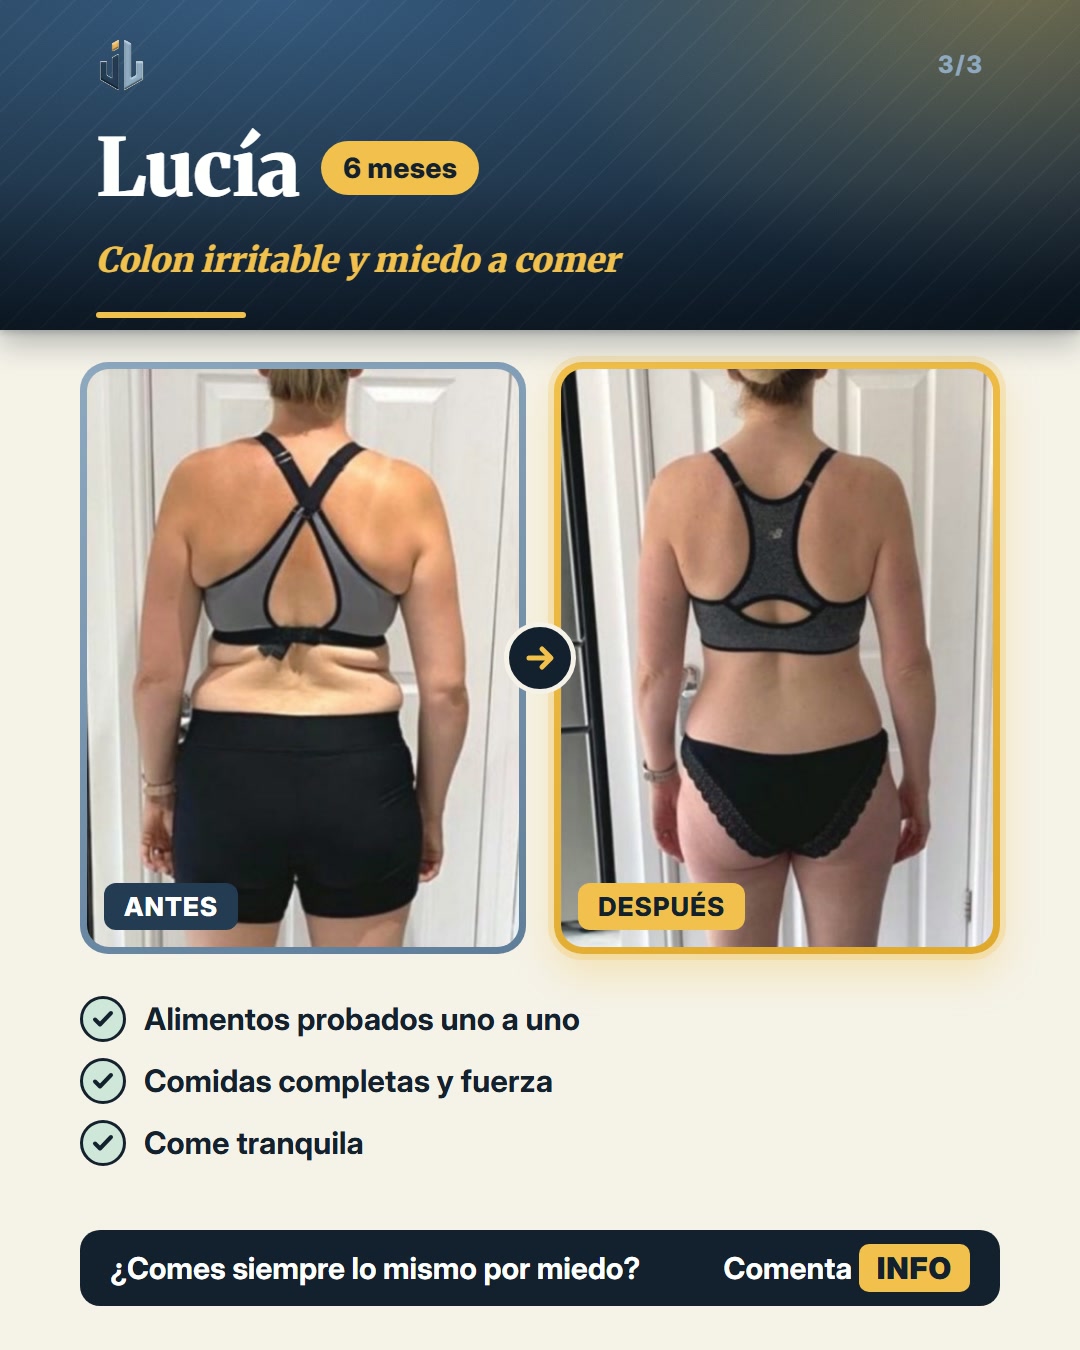 3/3
Lucía
6 meses
Colon irritable y miedo a comer
ANTES
DESPUÉS
Alimentos probados uno a uno
Comidas completas y fuerza
Come tranquila
¿Comes siempre lo mismo por miedo? Comenta INFO